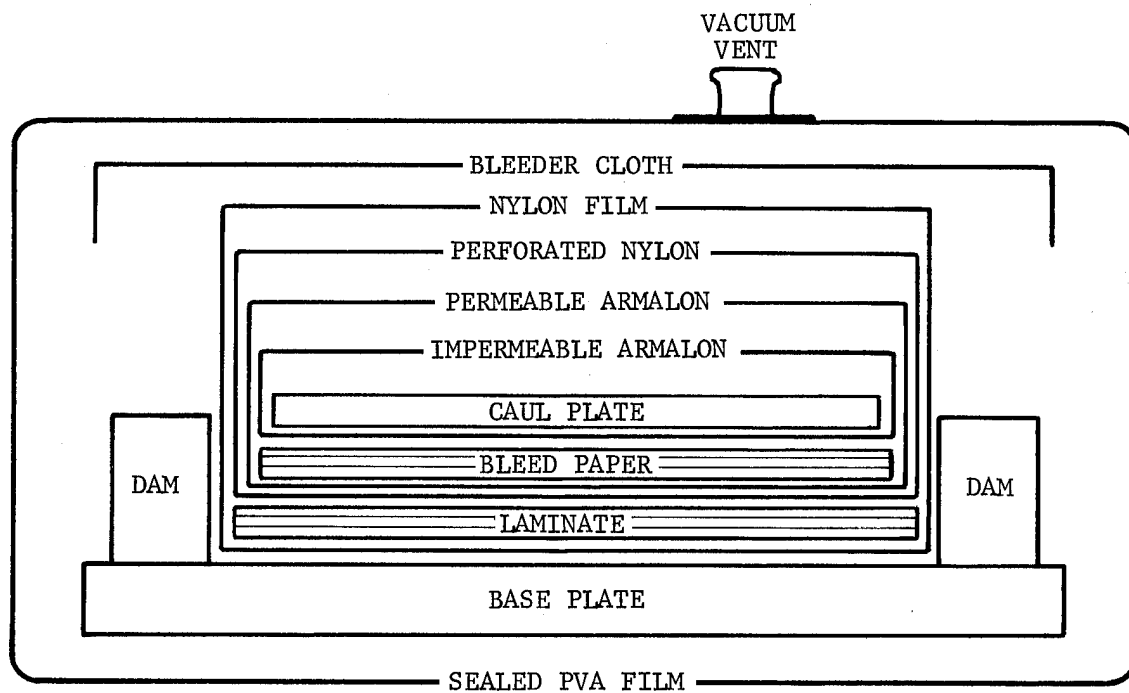 VACUUM
VENT
BLEEDER CLOTH
NYLON FILM
PERFORATED NYLON
PERMEABLE ARMALON
IMPERMEABLE ARMALON
CAUL PLATE
BLEED PAPER
DAM
DAM
LAMINATE
BASE PLATE
SEALED PVA FILM